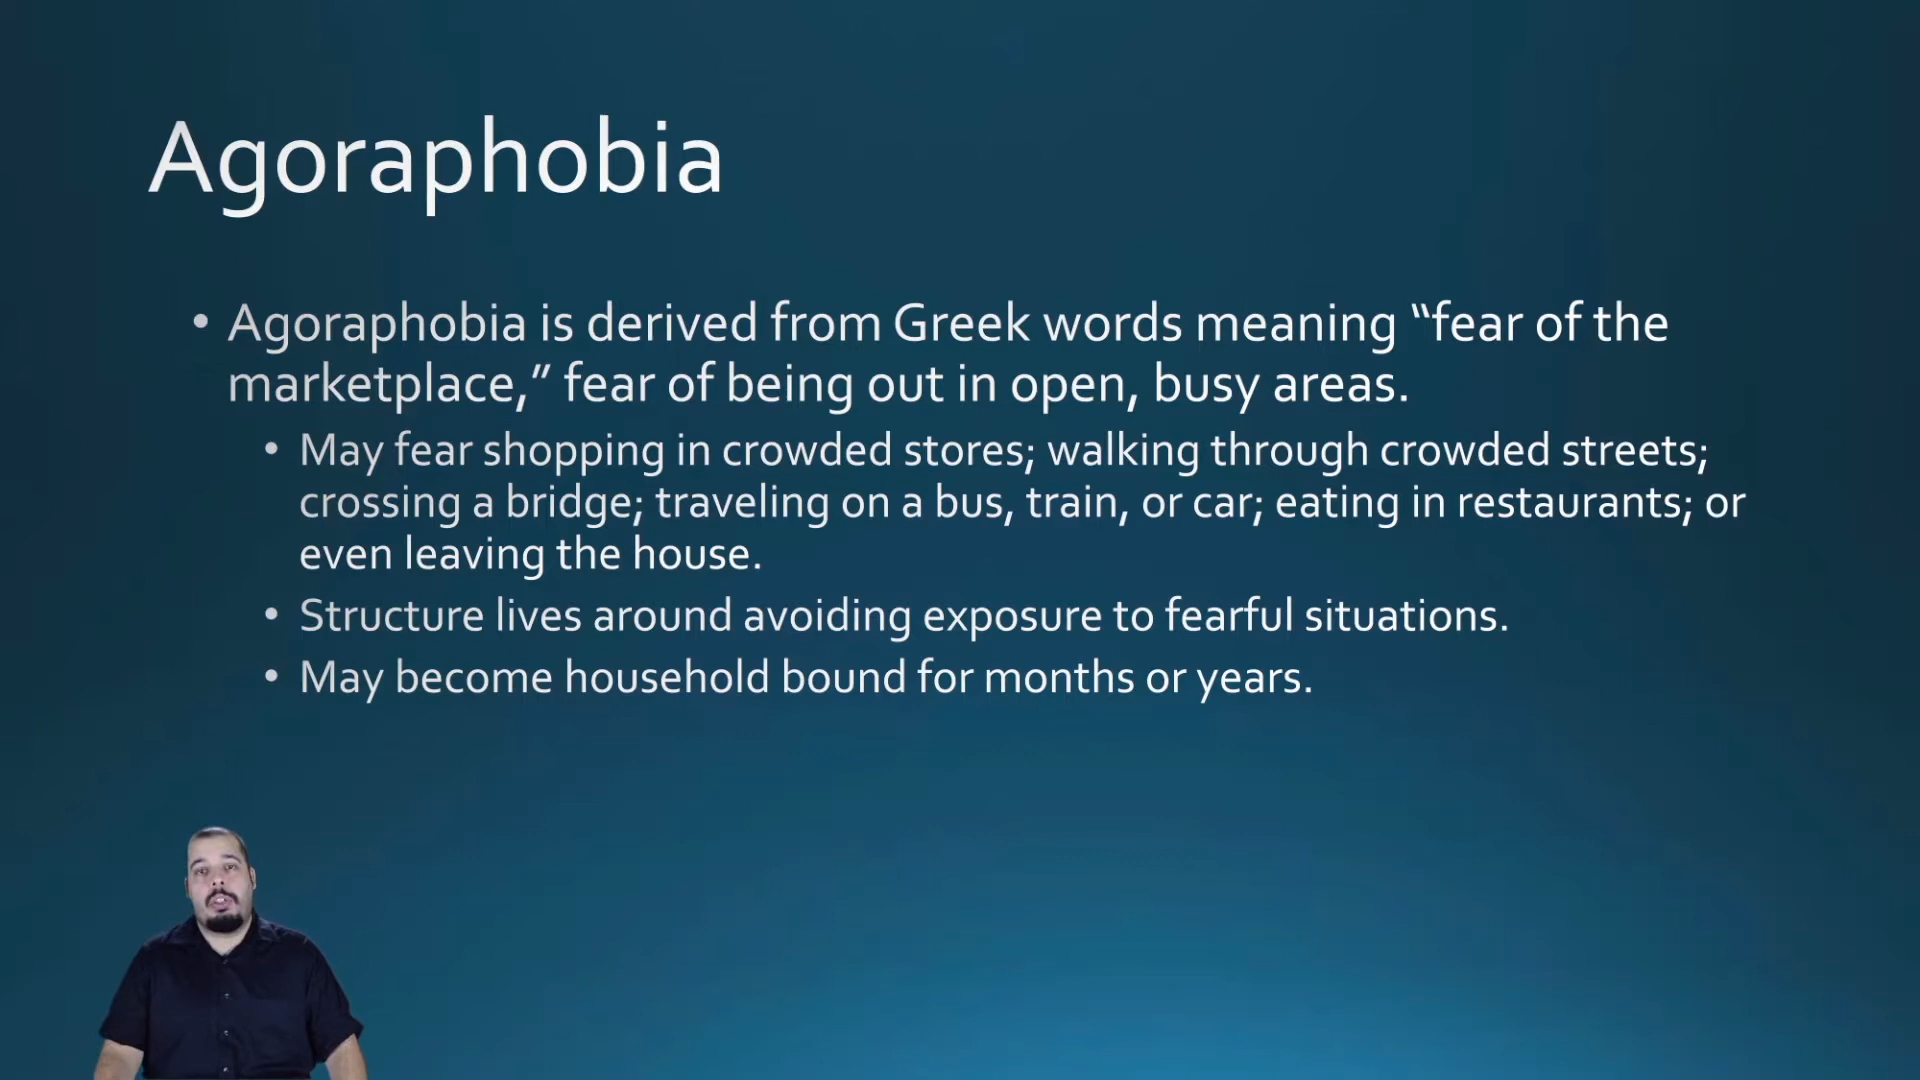 Agoraphobia
• Agoraphobia is derived from Greek words meaning “fear of the
marketplace,” fear of being out in open, busy areas.
• May fear shopping in crowded stores; walking through crowded streets;
crossing a bridge; traveling on a bus, train, or car; eating in restaurants; or
even leaving the house.
• Structure lives around avoiding exposure to fearful situations.
• May become household bound for months or years.